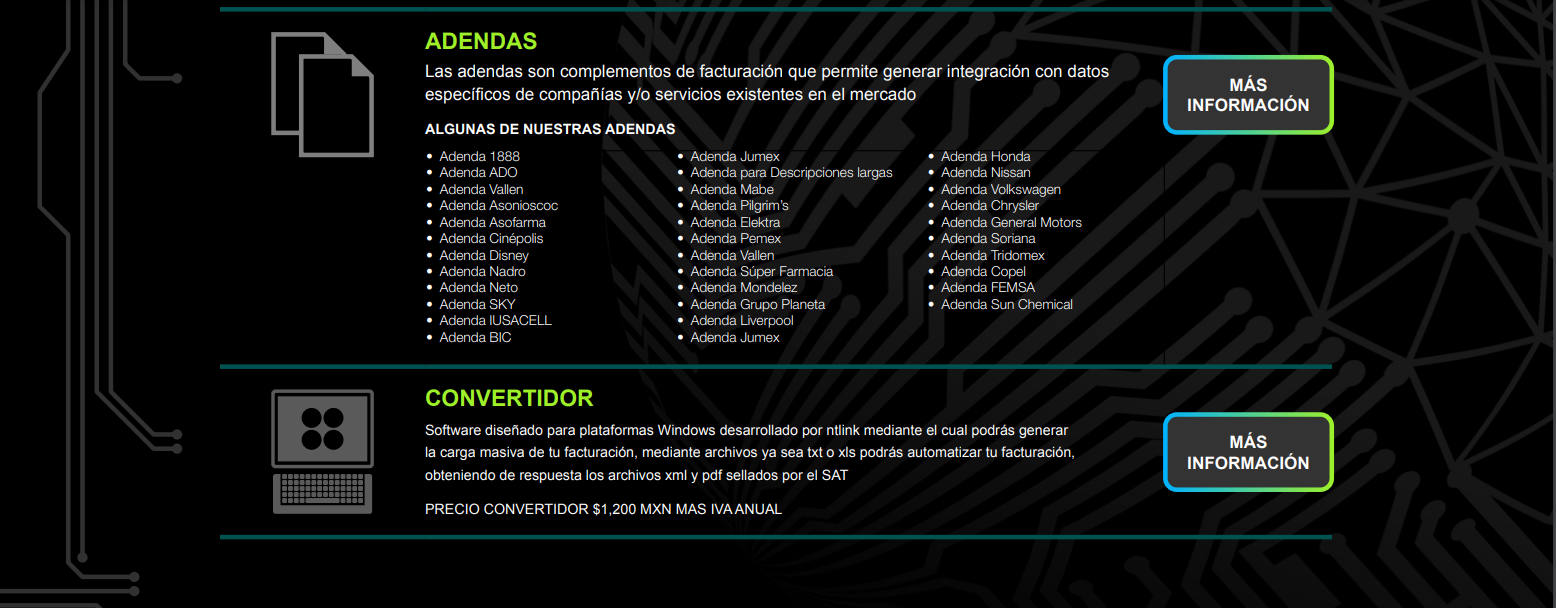 ADENDAS
Las adendas son complementos de facturación que permite generar integración con datos
específicos de compañías y/o servicios existentes en el mercado
MÁS
INFORMACIÓN
ALGUNAS DE NUESTRAS ADENDAS
• Adenda 1888
• Adenda ADO
• Adenda Vallen
• Adenda Asonioscoc
• Adenda Asofarma
• Adenda Cinépolis
• Adenda Disney
• Adenda Nadro
• Adenda Neto
• Adenda SKY
• Adenda IUSACELL
• Adenda BIC
• Adenda Jumex
• Adenda para Descripciones largas
• Adenda Mabe
• Adenda Pilgrim's
• Adenda Elektra
• Adenda Pemex
• Adenda Vallen
• Adenda Súper Farmacia
• Adenda Mondelez
• Adenda Grupo Planeta
• Adenda Liverpool
• Adenda Jumex
• Adenda Honda
• Adenda Nissan
• Adenda Volkswagen
• Adenda Chrysler
• Adenda General Motors
• Adenda Soriana
• Adenda Tridomex
• Adenda Copel
• Adenda FEMSA
• Adenda Sun Chemical
CONVERTIDOR
Software diseñado para plataformas Windows desarrollado por ntlink mediante el cual podrás generar
la carga masiva de tu facturación, mediante archivos ya sea txt o xls podrás automatizar tu facturación,
obteniendo de respuesta los archivos xml y pdf sellados por el SAT
PRECIO CONVERTIDOR $1,200 MXN MAS IVA ANUAL
MÁS
INFORMACIÓN